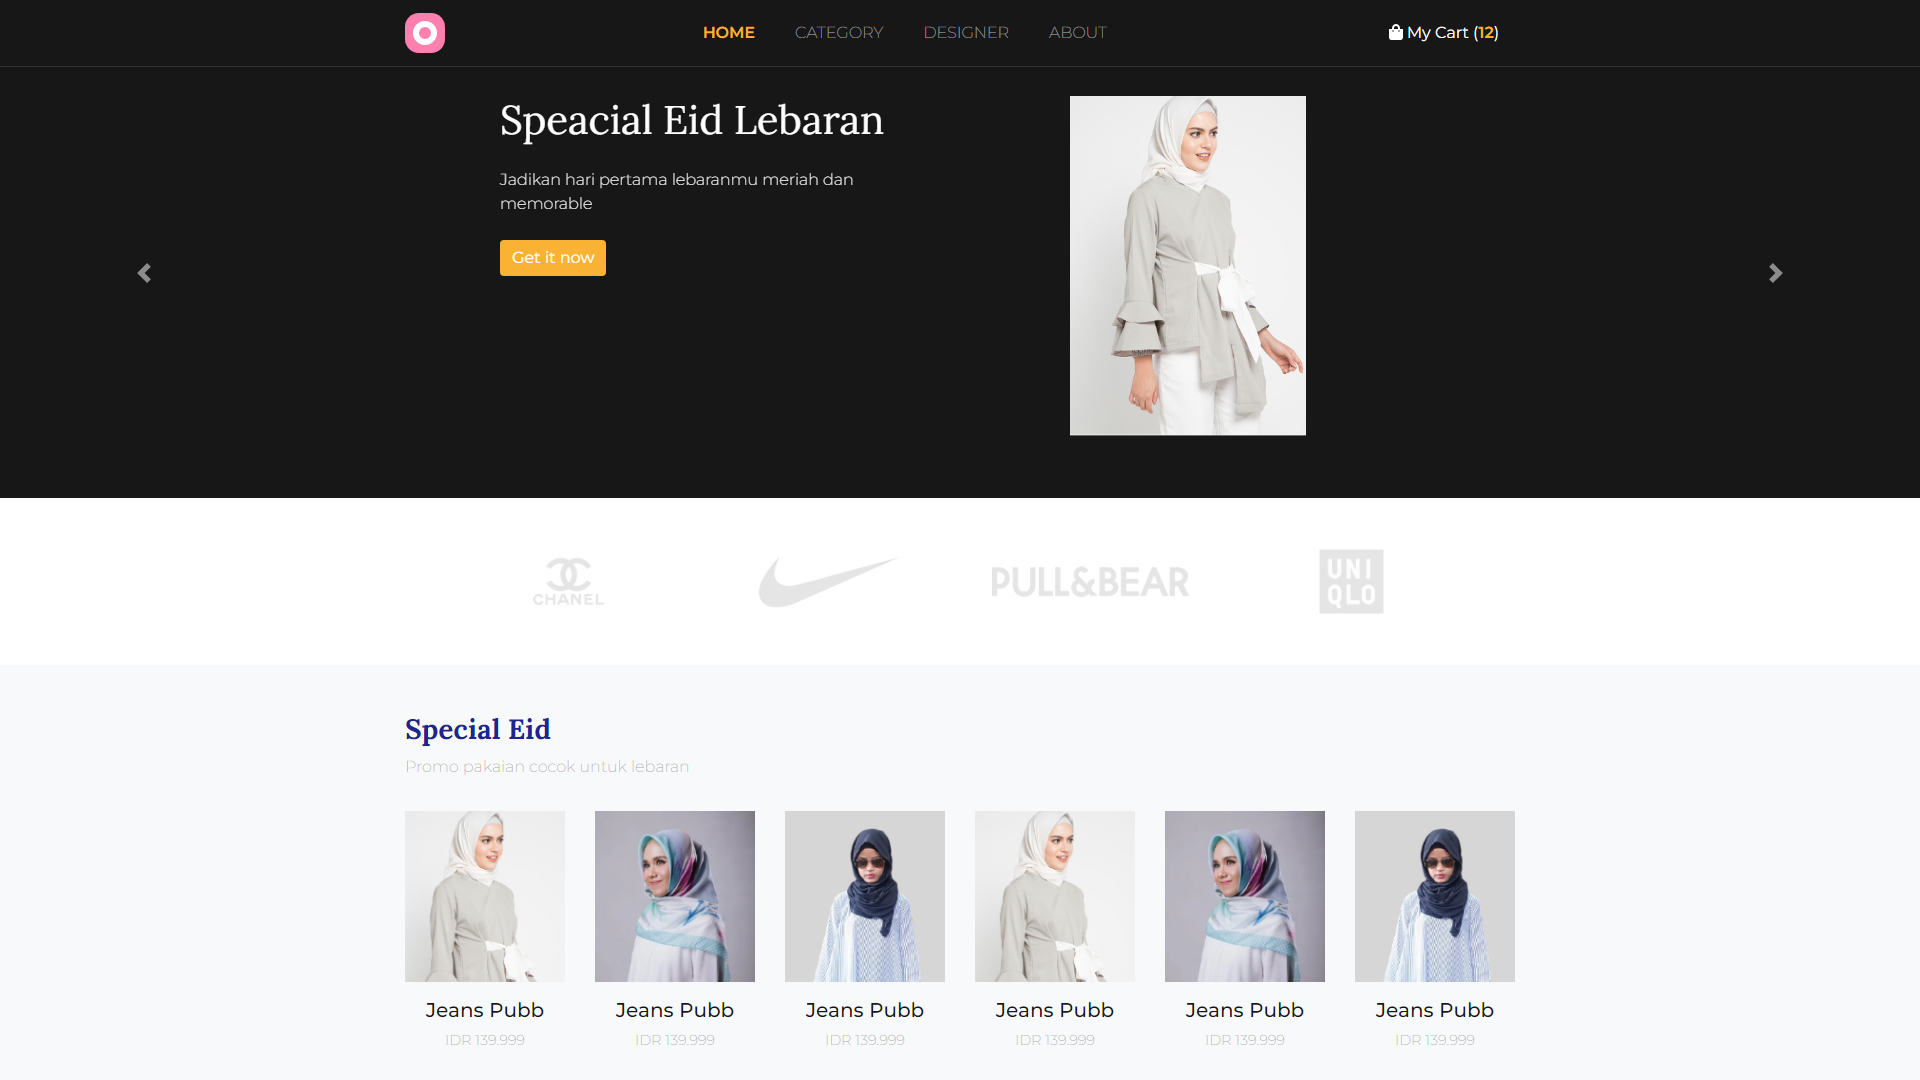 HOME CATEGORY DESIGNER ABOUT My Cart (12)
Speacial Eid Lebaran
Jadikan hari pertama lebaranmu meriah dan
memorable
Get it now
CHANEL
PULL&BEAR
UNI
QLO
Special Eid
Promo pakaian cocok untuk lebaran
Jeans Pubb Jeans Pubb Jeans Pubb Jeans Pubb Jeans Pubb Jeans Pubb
IDR 139.999 IDR 139.999 IDR 139.999 IDR 139.999 IDR 139.999 IDR 139.999